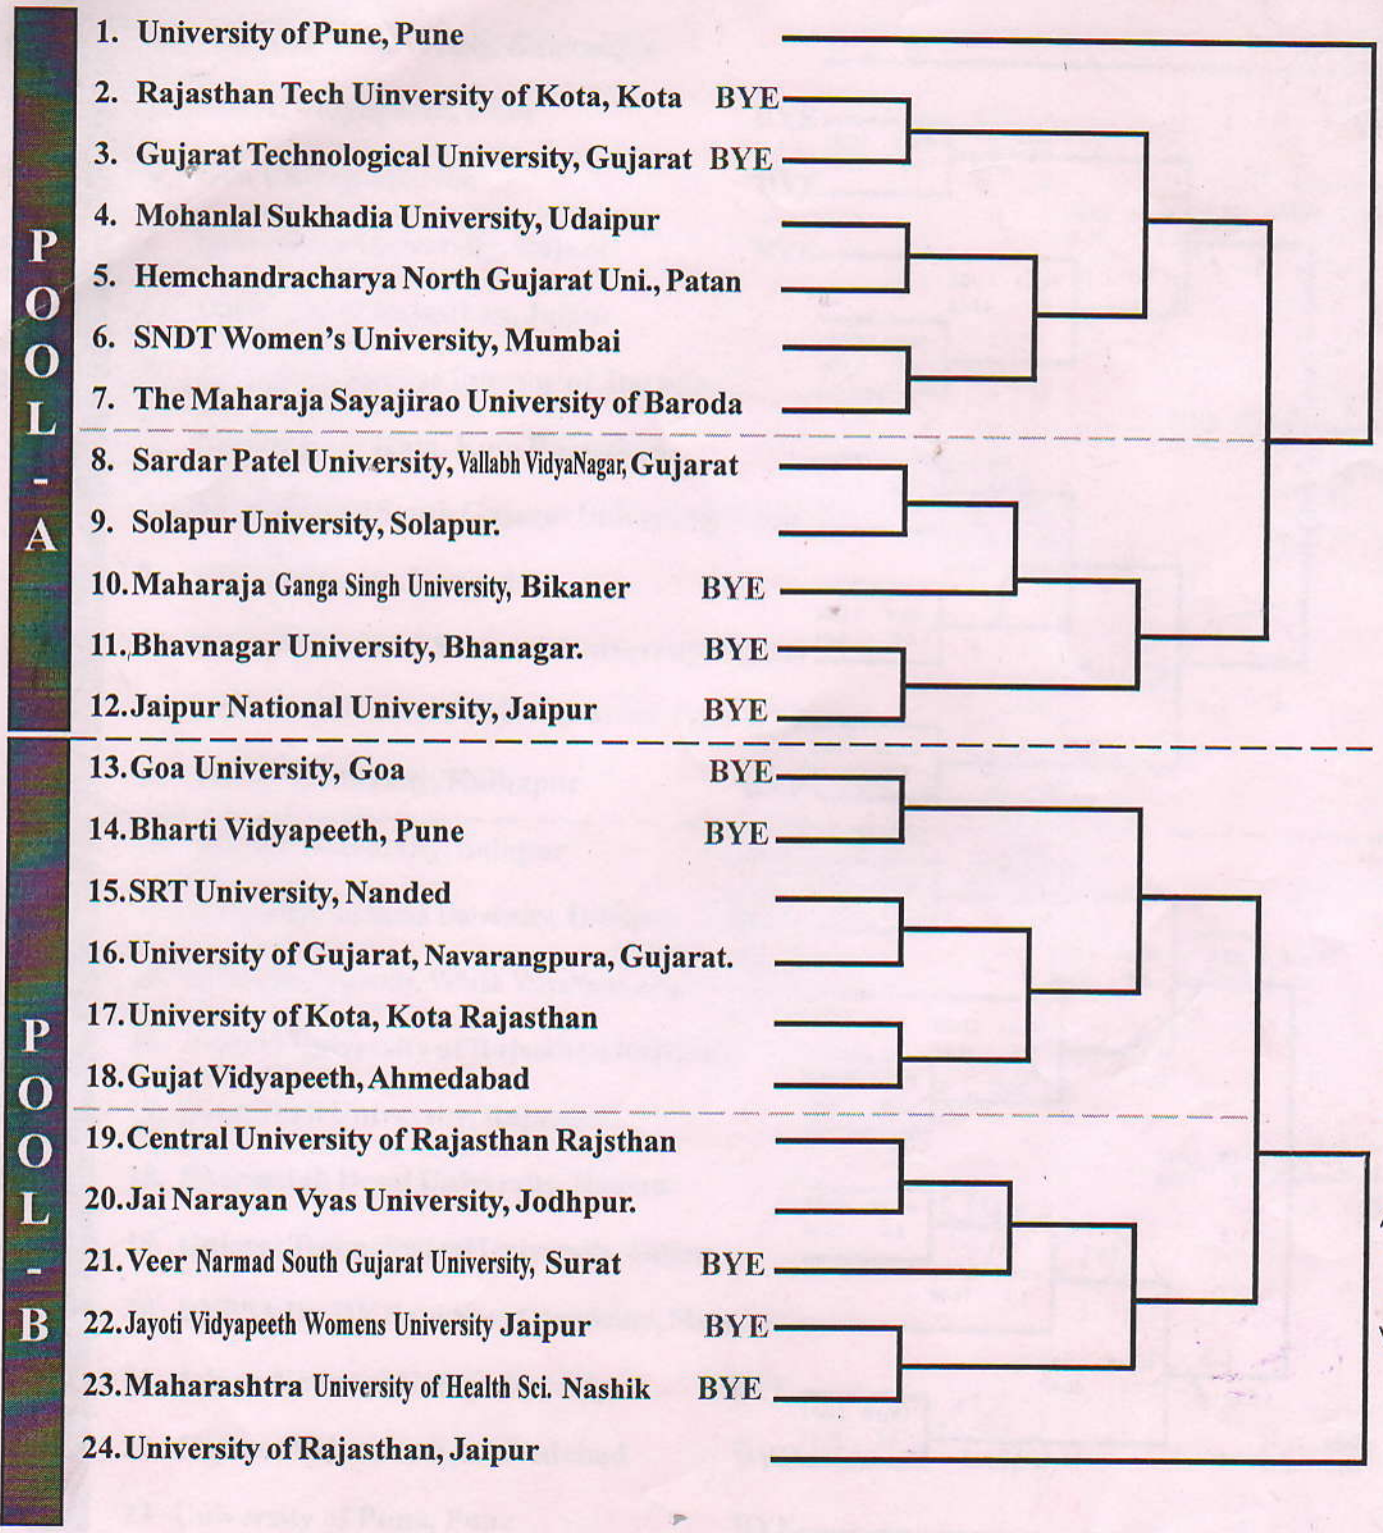 POOL-A
1. University of Pune, Pune
2. Rajasthan Tech Uinversity of Kota, Kota BYE
3. Gujarat Technological University, Gujarat BYE
4. Mohanlal Sukhadia University, Udaipur
5. Hemchandracharya North Gujarat Uni., Patan
6. SNDT Women's University, Mumbai
7. The Maharaja Sayajirao University of Baroda
8. Sardar Patel University, Vallabh VidyaNagar, Gujarat
9. Solapur University, Solapur.
10. Maharaja Ganga Singh University, Bikaner BYE
11. Bhavnagar University, Bhanagar. BYE
12. Jaipur National University, Jaipur BYE
POOL-B
13. Goa University, Goa BYE
14. Bharti Vidyapeeth, Pune BYE
15. SRT University, Nanded
16. University of Gujarat, Navarangpura, Gujarat.
17. University of Kota, Kota Rajasthan
18. Gujat Vidyapeeth, Ahmedabad
19. Central University of Rajasthan Rajsthan
20. Jai Narayan Vyas University, Jodhpur.
21. Veer Narmad South Gujarat University, Surat BYE
22. Jayoti Vidyapeeth Womens University Jaipur BYE
23. Maharashtra University of Health Sci. Nashik BYE
24. University of Rajasthan, Jaipur